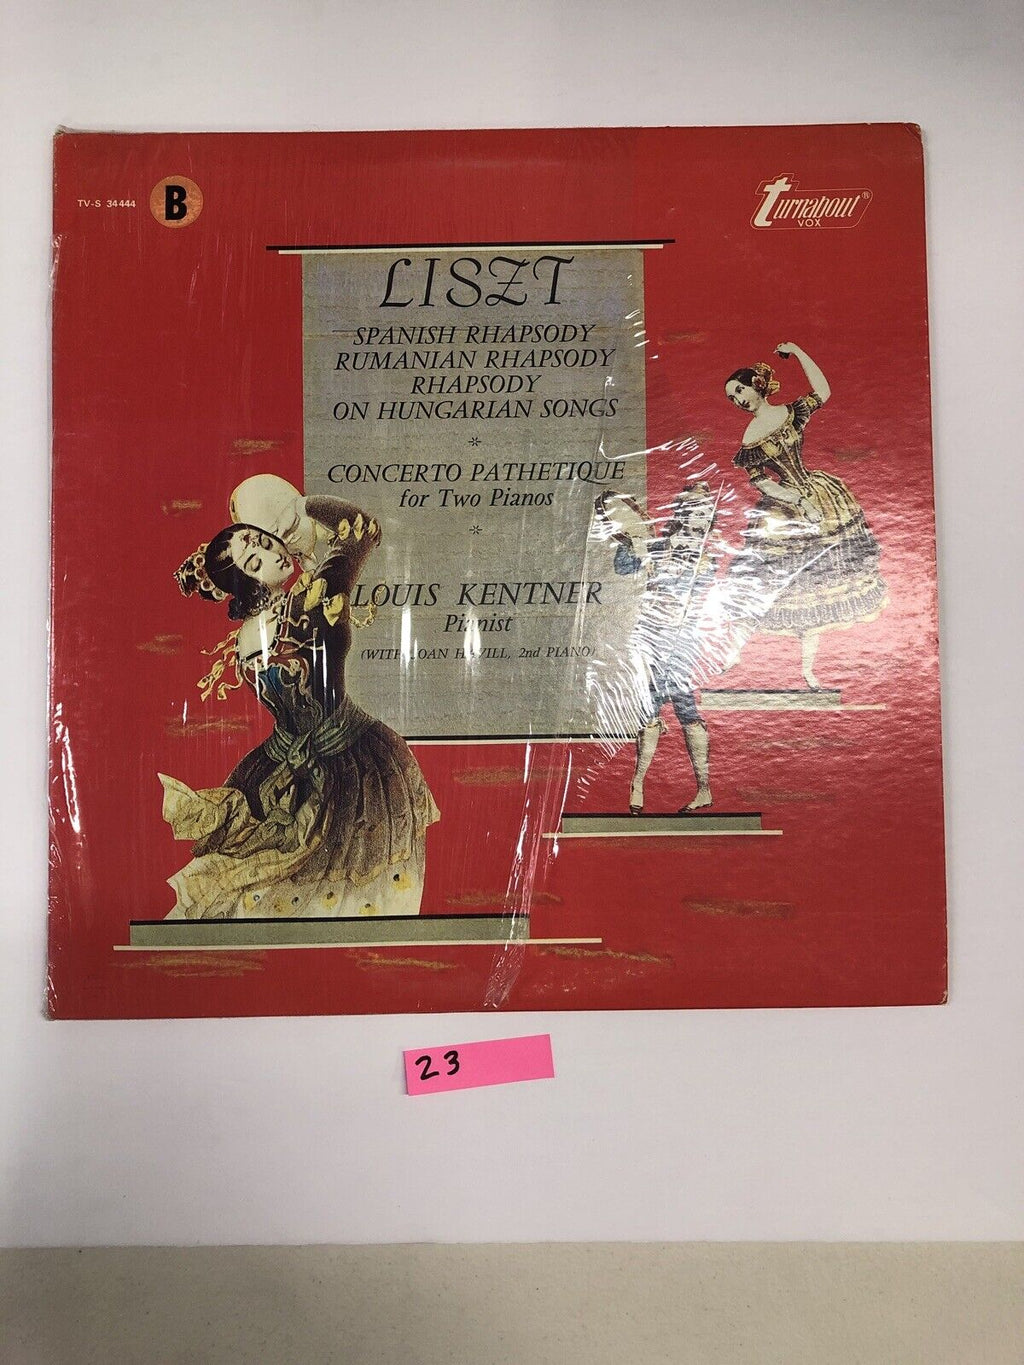 TV-S 34444
B
turnabout ®
VOX
LISZT
SPANISH RHAPSODY
RUMANIAN RHAPSODY
RHAPSODY
ON HUNGARIAN SONGS
*
CONCERTO PATHETIQUE
for Two Pianos
*
LOUIS KENTNER
Pianist
(WITH JOAN HAVILL, 2nd PIANO)
23